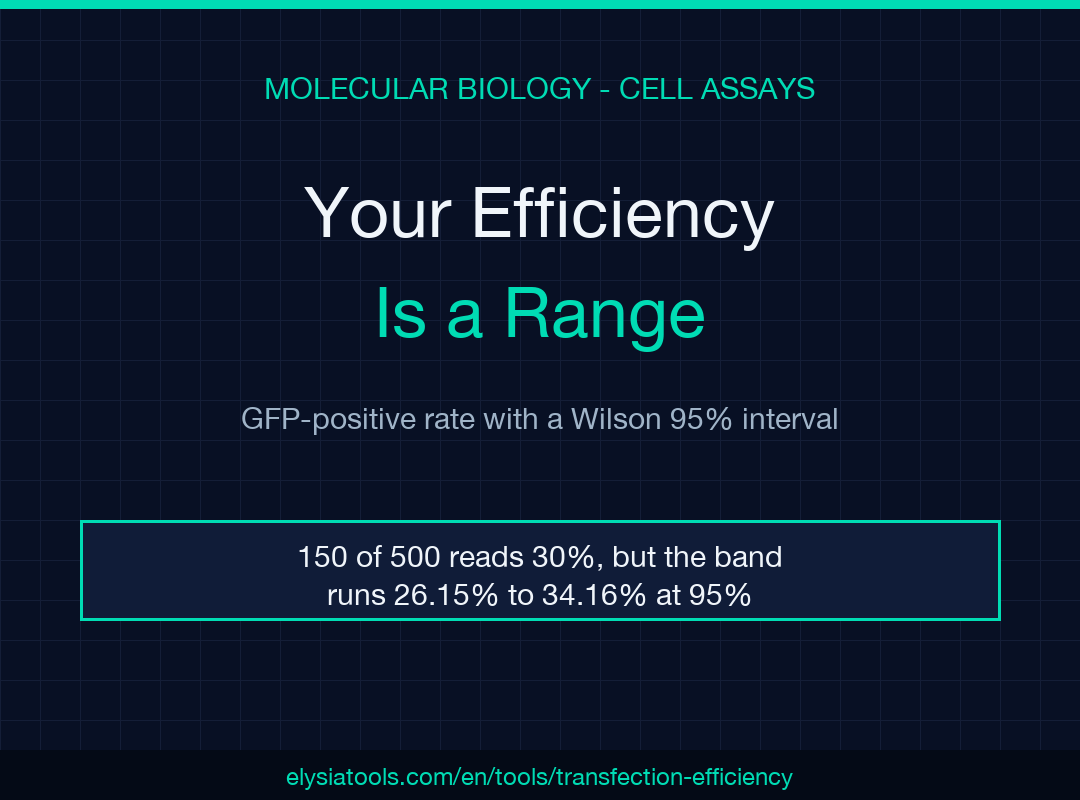 MOLECULAR BIOLOGY - CELL ASSAYS
Your Efficiency
Is a Range
GFP-positive rate with a Wilson 95% interval
150 of 500 reads 30%, but the band
runs 26.15% to 34.16% at 95%
elysiatools.com/en/tools/transfection-efficiency